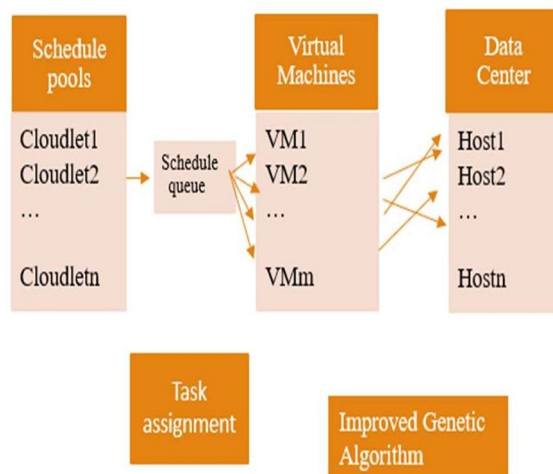 Schedule
pools
Cloudlet1
Cloudlet2
...
Cloudletn
Schedule
queue
Virtual
Machines
VM1
VM2
...
VMm
Data
Center
Host1
Host2
...
Hostn
Task
assignment
Improved Genetic
Algorithm